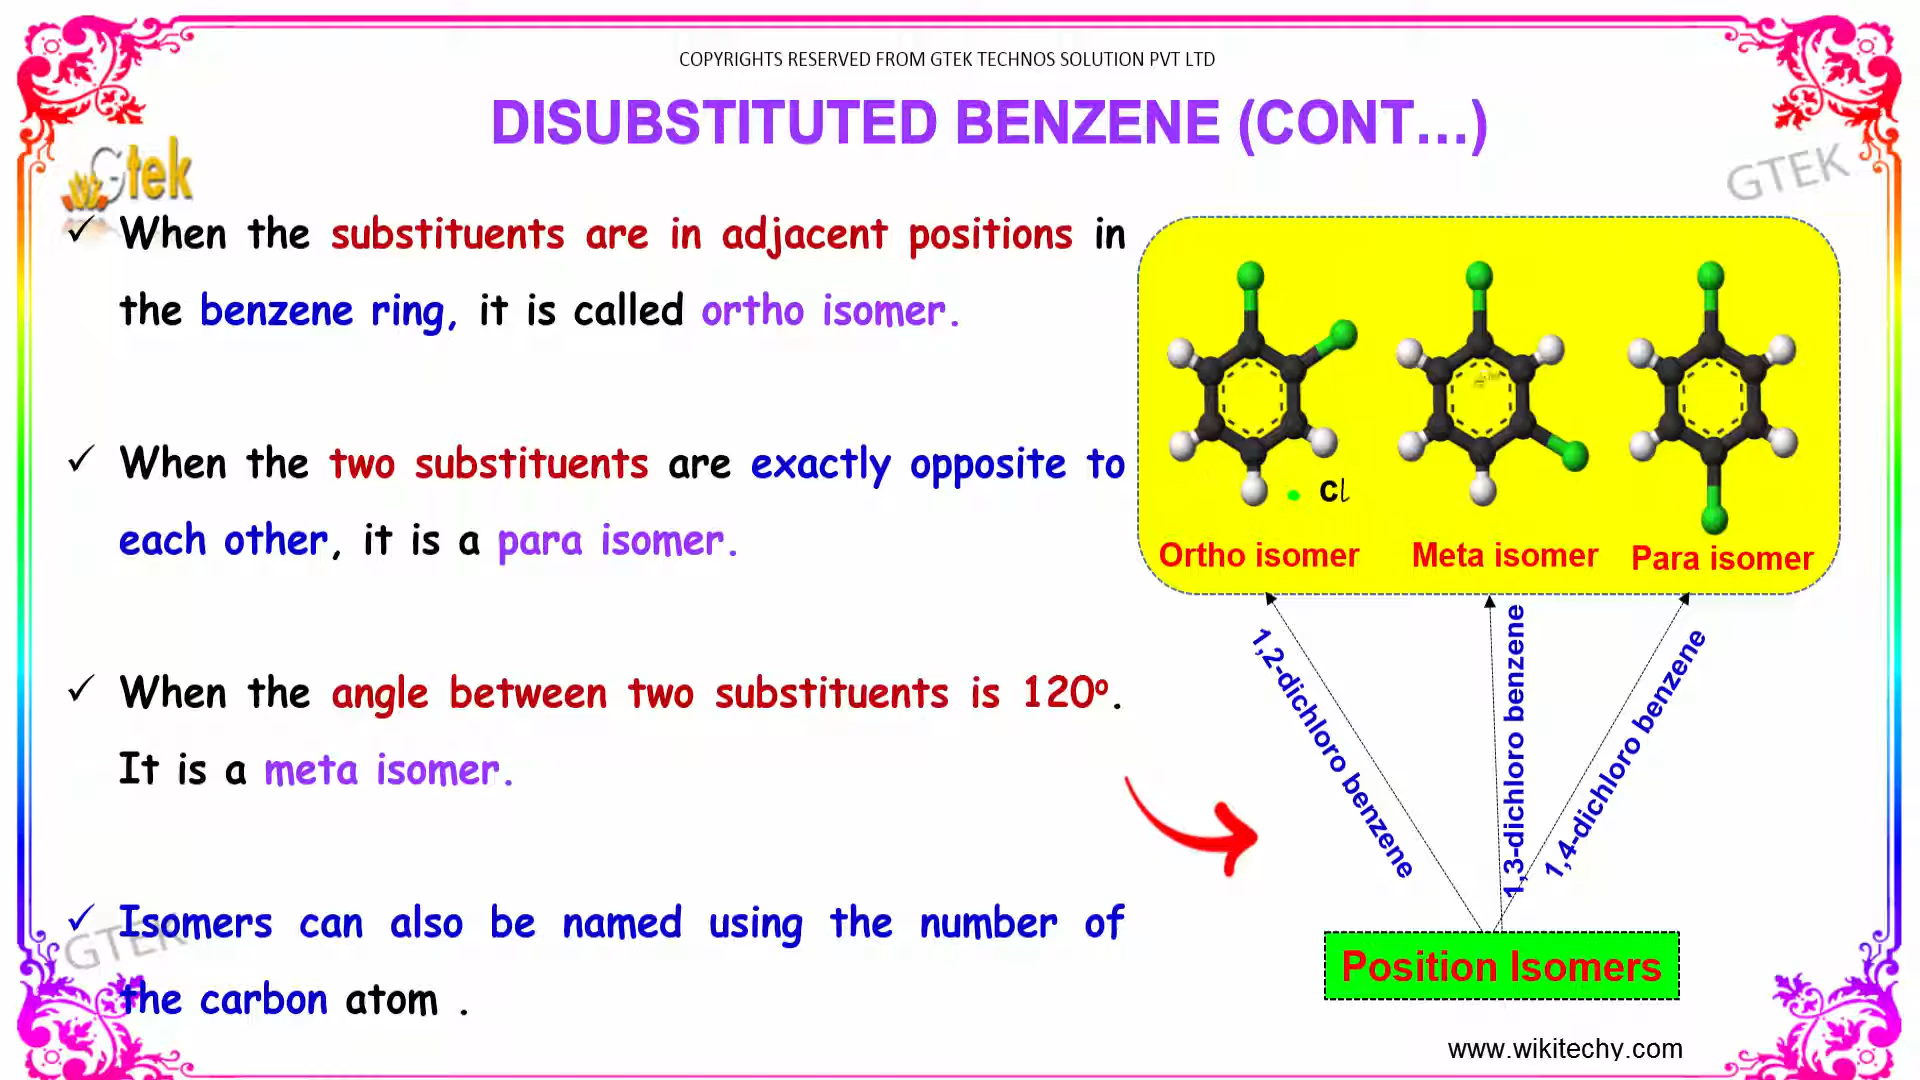 COPYRIGHTS RESERVED FROM GTEK TECHNOS SOLUTION PVT LTD
DISUBSTITUTED BENZENE (CONT...)
Gtek
GTEK
✓ When the substituents are in adjacent positions in
the benzene ring, it is called ortho isomer.
✓ When the two substituents are exactly opposite to
each other, it is a para isomer.
✓ When the angle between two substituents is 120º.
It is a meta isomer.
✓ Isomers can also be named using the number of
the carbon atom .
GTEK
Cl
Ortho isomer
Meta isomer
Para isomer
1,2-dichloro benzene
1,3-dichloro benzene
1,4-dichloro benzene
Position Isomers
www.wikitechy.com